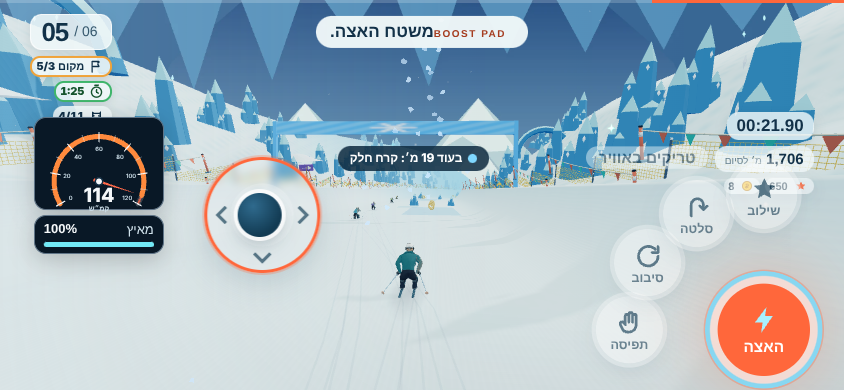 05 / 06
משטח האצה. BOOST PAD
מקום 5/3
1:25
4/11
0 20 40 60 80 100 120
114
קמ״ש
מאיץ 100%
בעוד 19 מ׳: קרח חלק
00:21.90
1,706 מ׳ לסיום
טריקים באוויר
8
שילוב
סלטה
סיבוב
תפיסה
האצה